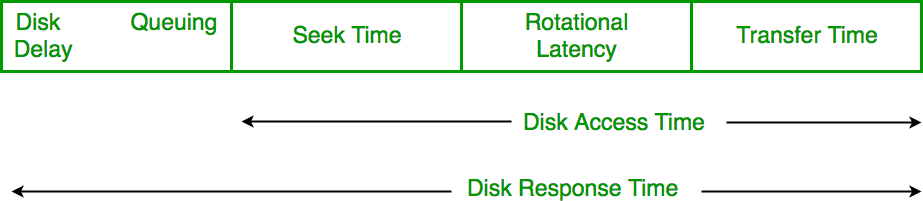 Disk Queuing
Delay
Seek Time
Rotational
Latency
Transfer Time
Disk Access Time
Disk Response Time